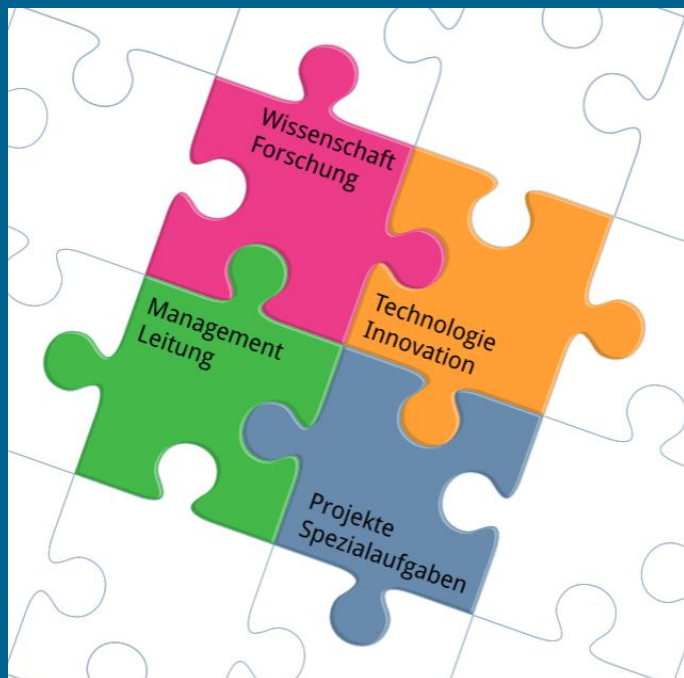 Wissenschaft
Forschung
Technologie
Innovation
Management
Leitung
Projekte
Spezialaufgaben